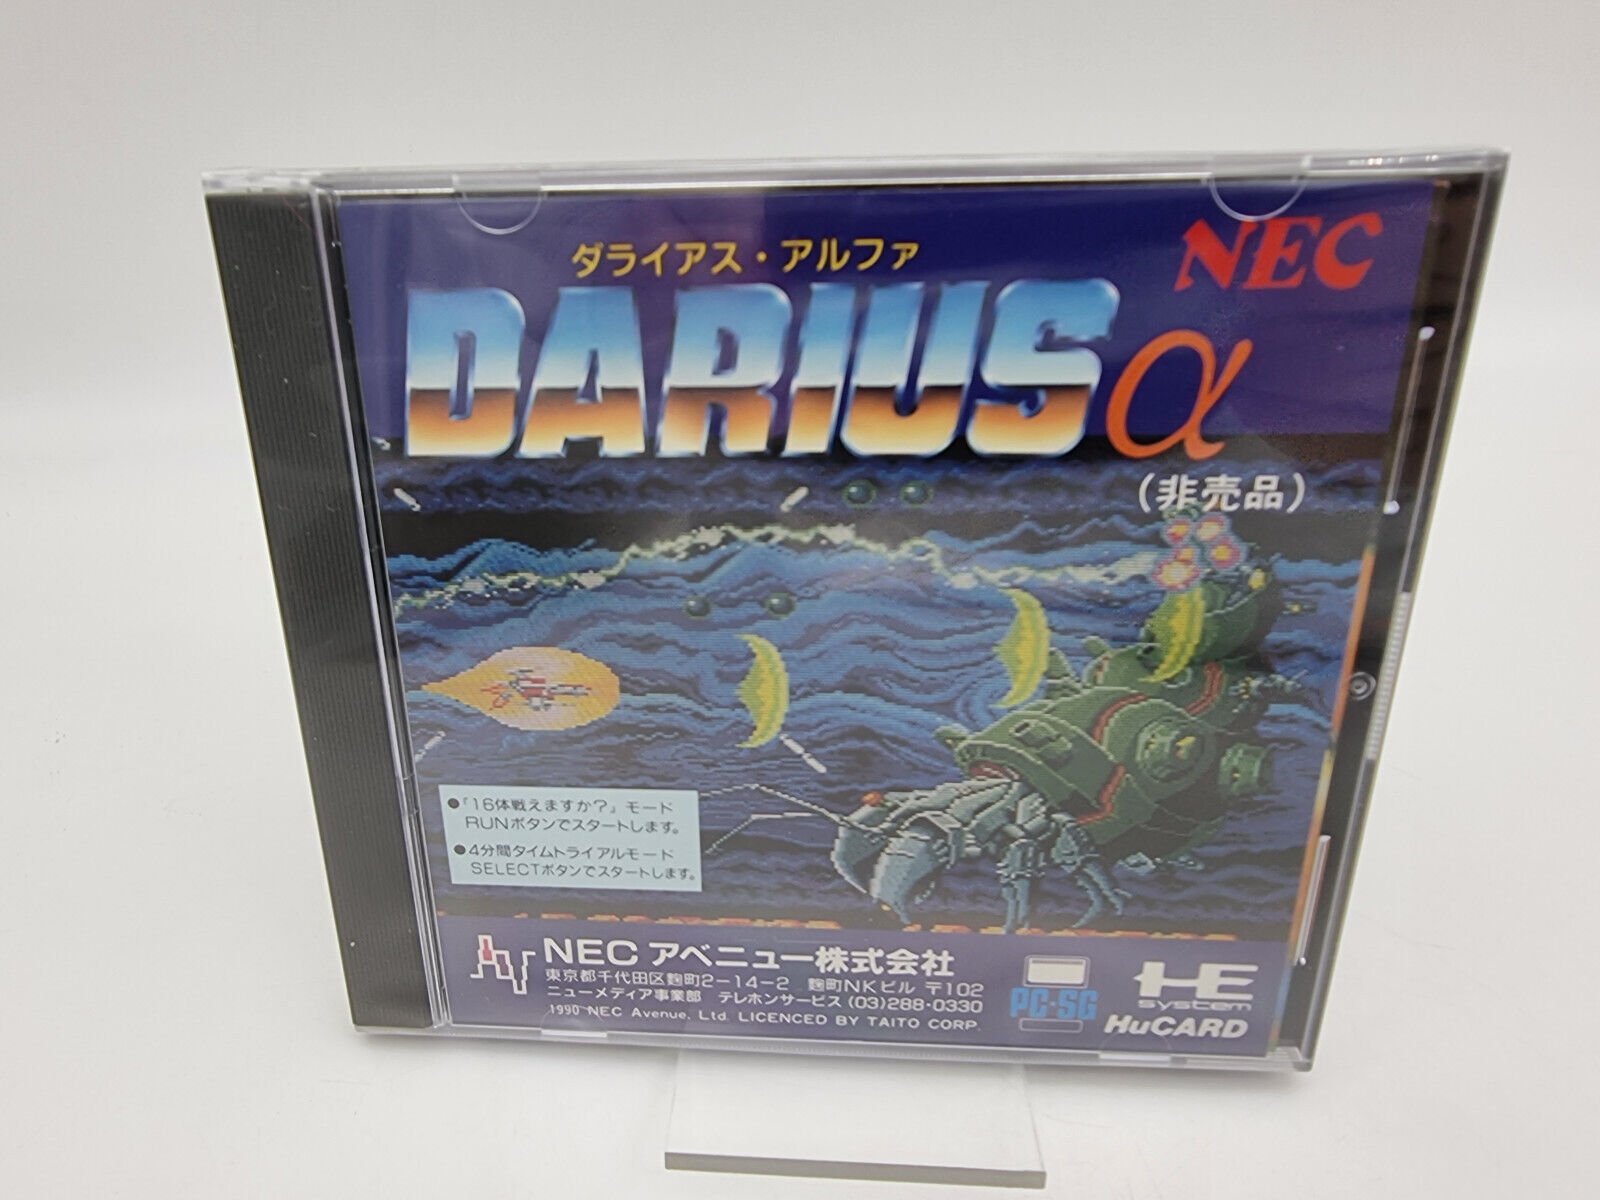 ダライアス・アルファ
NEC
DARIUS α
(非売品)
●『16体戦えますか?』モード
RUNボタンでスタートします。
●4分間タイムトライアルモード
SELECTボタンでスタートします。
NEC アベニュー株式会社
東京都千代田区麹町2-14-2 麹町NKビル 〒102
ニューメディア事業部 テレホンサービス(03)288・0330
1990 NEC Avenue, Ltd. LICENCED BY TAITO CORP.
PC-SG
HE
system
HuCARD